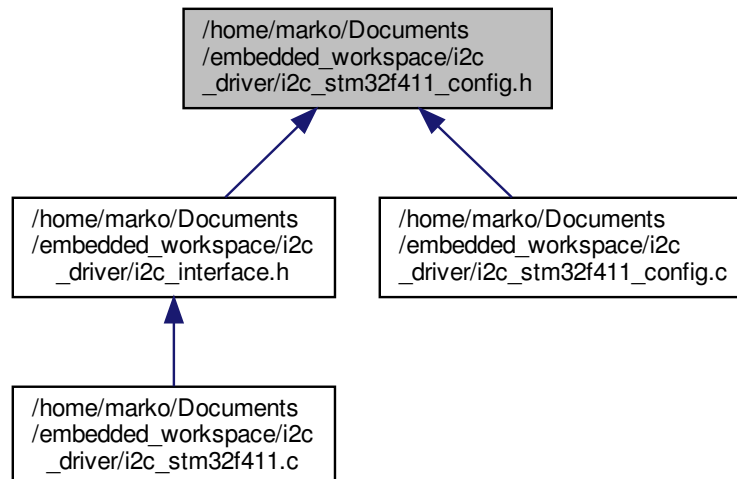 /home/marko/Documents
/embedded_workspace/i2c
_driver/i2c_stm32f411_config.h
/home/marko/Documents
/embedded_workspace/i2c
_driver/i2c_interface.h
/home/marko/Documents
/embedded_workspace/i2c
_driver/i2c_stm32f411_config.c
/home/marko/Documents
/embedded_workspace/i2c
_driver/i2c_stm32f411.c